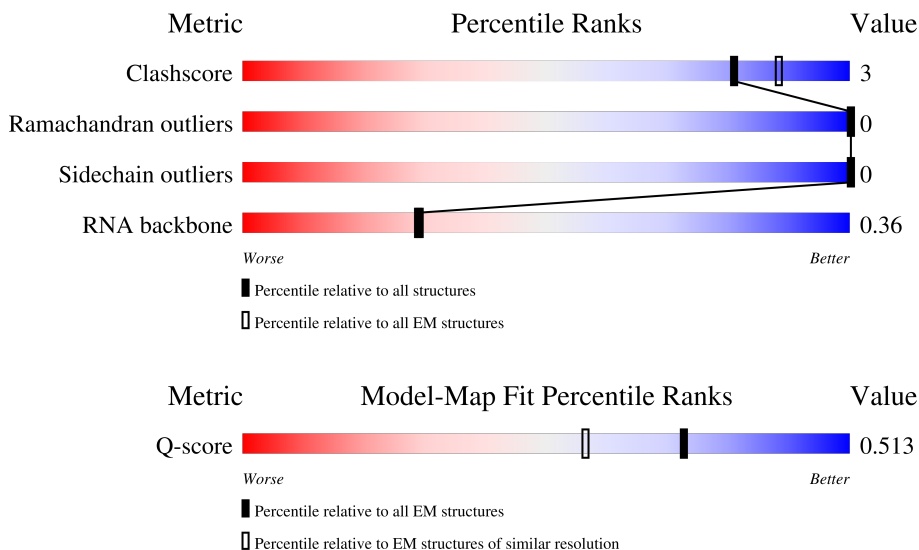 Metric Percentile Ranks Value
Clashscore 3
Ramachandran outliers 0
Sidechain outliers 0
RNA backbone 0.36
Worse Better
Percentile relative to all structures
Percentile relative to all EM structures
Metric Model-Map Fit Percentile Ranks Value
Q-score 0.513
Worse Better
Percentile relative to all EM structures
Percentile relative to EM structures of similar resolution